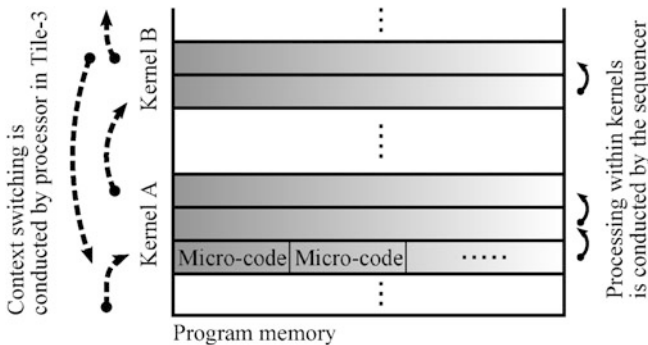 Context switching is
conducted by processor in Tile-3
Kernel B
Kernel A
Micro-code
Micro-code
Program memory
Processing within kernels
is conducted by the sequencer